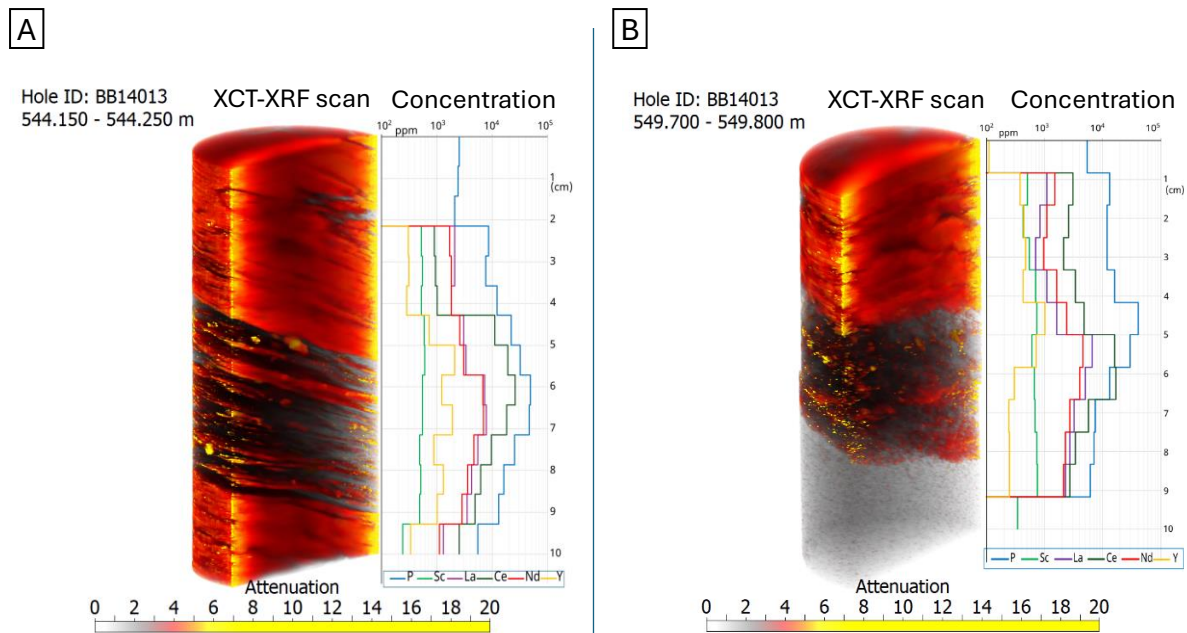 A
Hole ID: BB14013
544.150 - 544.250 m
XCT-XRF scan
Concentration
10² ppm 10³ 10⁴ 10⁵
1
(cm)
2
3
4
5
6
7
8
9
10
P Sc La Ce Nd Y
Attenuation
0 2 4 6 8 10 12 14 16 18 20
B
Hole ID: BB14013
549.700 - 549.800 m
XCT-XRF scan
Concentration
10² ppm 10³ 10⁴ 10⁵
1
(cm)
2
3
4
5
6
7
8
9
10
P Sc La Ce Nd Y
Attenuation
0 2 4 6 8 10 12 14 16 18 20